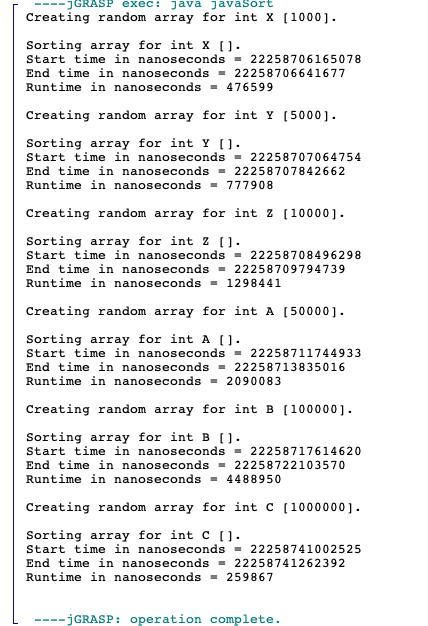 ----jGRASP exec: java javaSort
Creating random array for int X [1000].
Sorting array for int X [].
Start time in nanoseconds = 22258706165078
End time in nanoseconds = 22258706641677
Runtime in nanoseconds = 476599
Creating random array for int Y [5000].
Sorting array for int Y [].
Start time in nanoseconds = 22258707064754
End time in nanoseconds = 22258707842662
Runtime in nanoseconds = 777908
Creating random array for int Z [10000].
Sorting array for int Z [].
Start time in nanoseconds = 22258708496298
End time in nanoseconds = 22258709794739
Runtime in nanoseconds = 1298441
Creating random array for int A [50000].
Sorting array for int A [].
Start time in nanoseconds = 22258711744933
End time in nanoseconds = 22258713835016
Runtime in nanoseconds = 2090083
Creating random array for int B [100000].
Sorting array for int B [].
Start time in nanoseconds = 22258717614620
End time in nanoseconds = 22258722103570
Runtime in nanoseconds = 4488950
Creating random array for int C [1000000].
Sorting array for int C [].
Start time in nanoseconds = 22258741002525
End time in nanoseconds = 22258741262392
Runtime in nanoseconds = 259867
----jGRASP: operation complete.